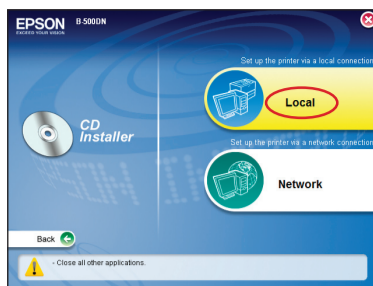 EPSON B-500DN
EXCEED YOUR VISION
Set up the printer via a local connection
Local
CD
Installer
Set up the printer via a network connection
Network
Back
- Close all other applications.